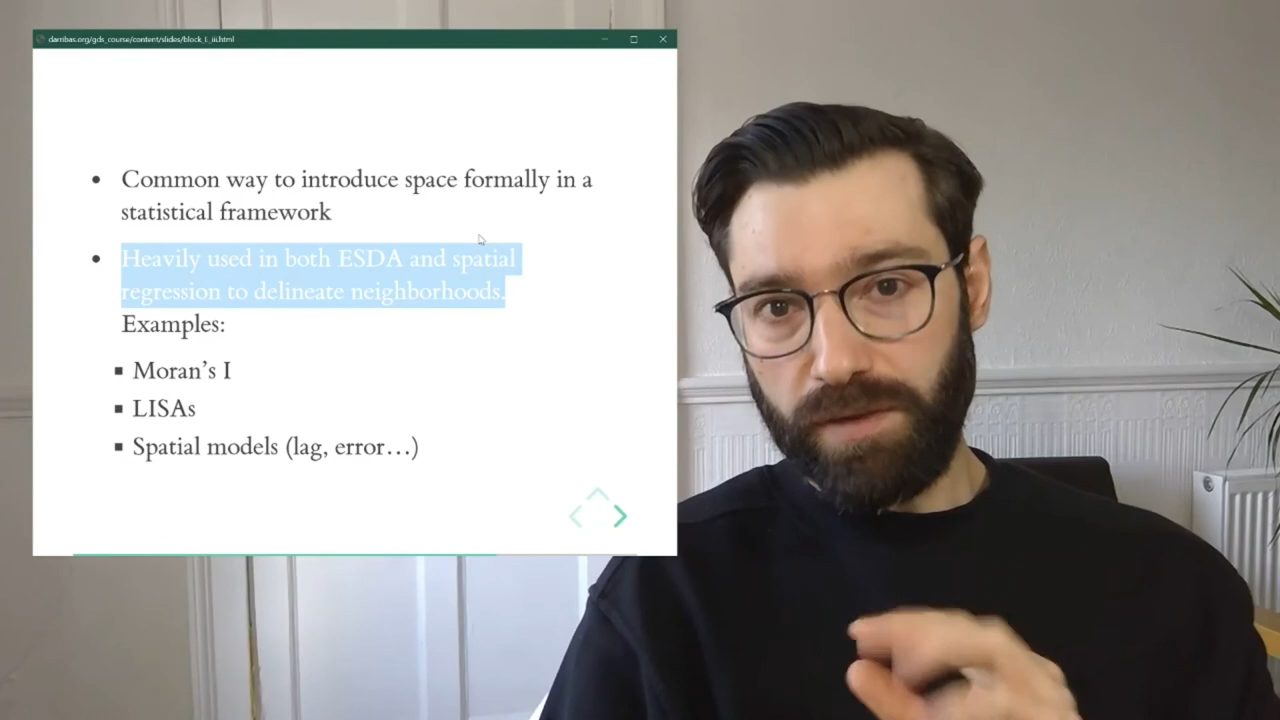 darribas.org/gds_course/content/slides/block_E_iii.html
Common way to introduce space formally in a
statistical framework
Heavily used in both ESDA and spatial
regression to delineate neighborhoods.
Examples:
Moran's I
LISAs
Spatial models (lag, error…)